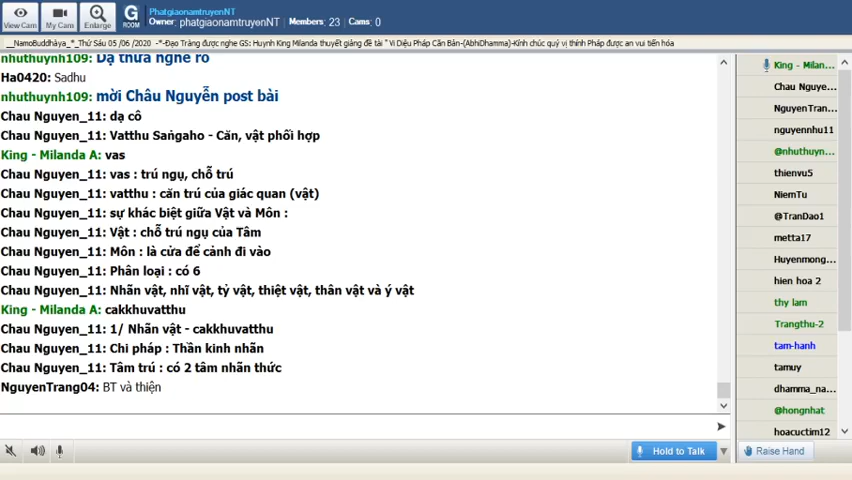 PhatgiaonamtruyenNT
Owner: phatgiaonamtruyenNT Members: 23 Cams: 0
View Cam
My Cam
Enlarge
G
ROOM
__NamoBuddhàya_*_Thứ Sáu 05 /06 /2020 -*-Đạo Tràng được nghe GS: Huynh King Milanda thuyết giảng đề tài " Vi Diệu Pháp Căn Bản-(AbhiDhamma)-Kính chúc quý vị thính Pháp được an vui tiến hóa
nhuthuynh109: Dạ thưa nghe rõ
Ha0420: Sadhu
nhuthuynh109: mời Châu Nguyễn post bài
Chau Nguyen_11: dạ cô
Chau Nguyen_11: Vatthu Saṅgaho - Căn, vật phối hợp
King - Milanda A: vas
Chau Nguyen_11: vas : trú ngụ, chỗ trú
Chau Nguyen_11: vatthu : căn trú của giác quan (vật)
Chau Nguyen_11: sự khác biệt giữa Vật và Môn :
Chau Nguyen_11: Vật : chỗ trú ngụ của Tâm
Chau Nguyen_11: Môn : là cửa để cảnh đi vào
Chau Nguyen_11: Phân loại : có 6
Chau Nguyen_11: Nhãn vật, nhĩ vật, tỷ vật, thiệt vật, thân vật và ý vật
King - Milanda A: cakkhuvatthu
Chau Nguyen_11: 1/ Nhãn vật - cakkhuvatthu
Chau Nguyen_11: Chi pháp : Thần kinh nhãn
Chau Nguyen_11: Tâm trú : có 2 tâm nhãn thức
NguyenTrang04: BT và thiện
King - Milan...
Chau Nguye...
NguyenTran...
nguyennhu11
@nhuthuyn...
thienvu5
NiemTu
@TranDao1
metta17
Huyenmong...
hien hoa 2
thy lam
Trangthu-2
tam-hanh
tamuy
dhamma_na...
@hongnhat
hoacuctim12
Hold to Talk
Raise Hand